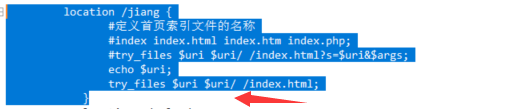 location /jiang {
#定义首页索引文件的名称
#index index.html index.htm index.php;
#try_files $uri $uri/ /index.html?s=$uri&$args;
echo $uri;
try_files $uri $uri/ /index.html;
}